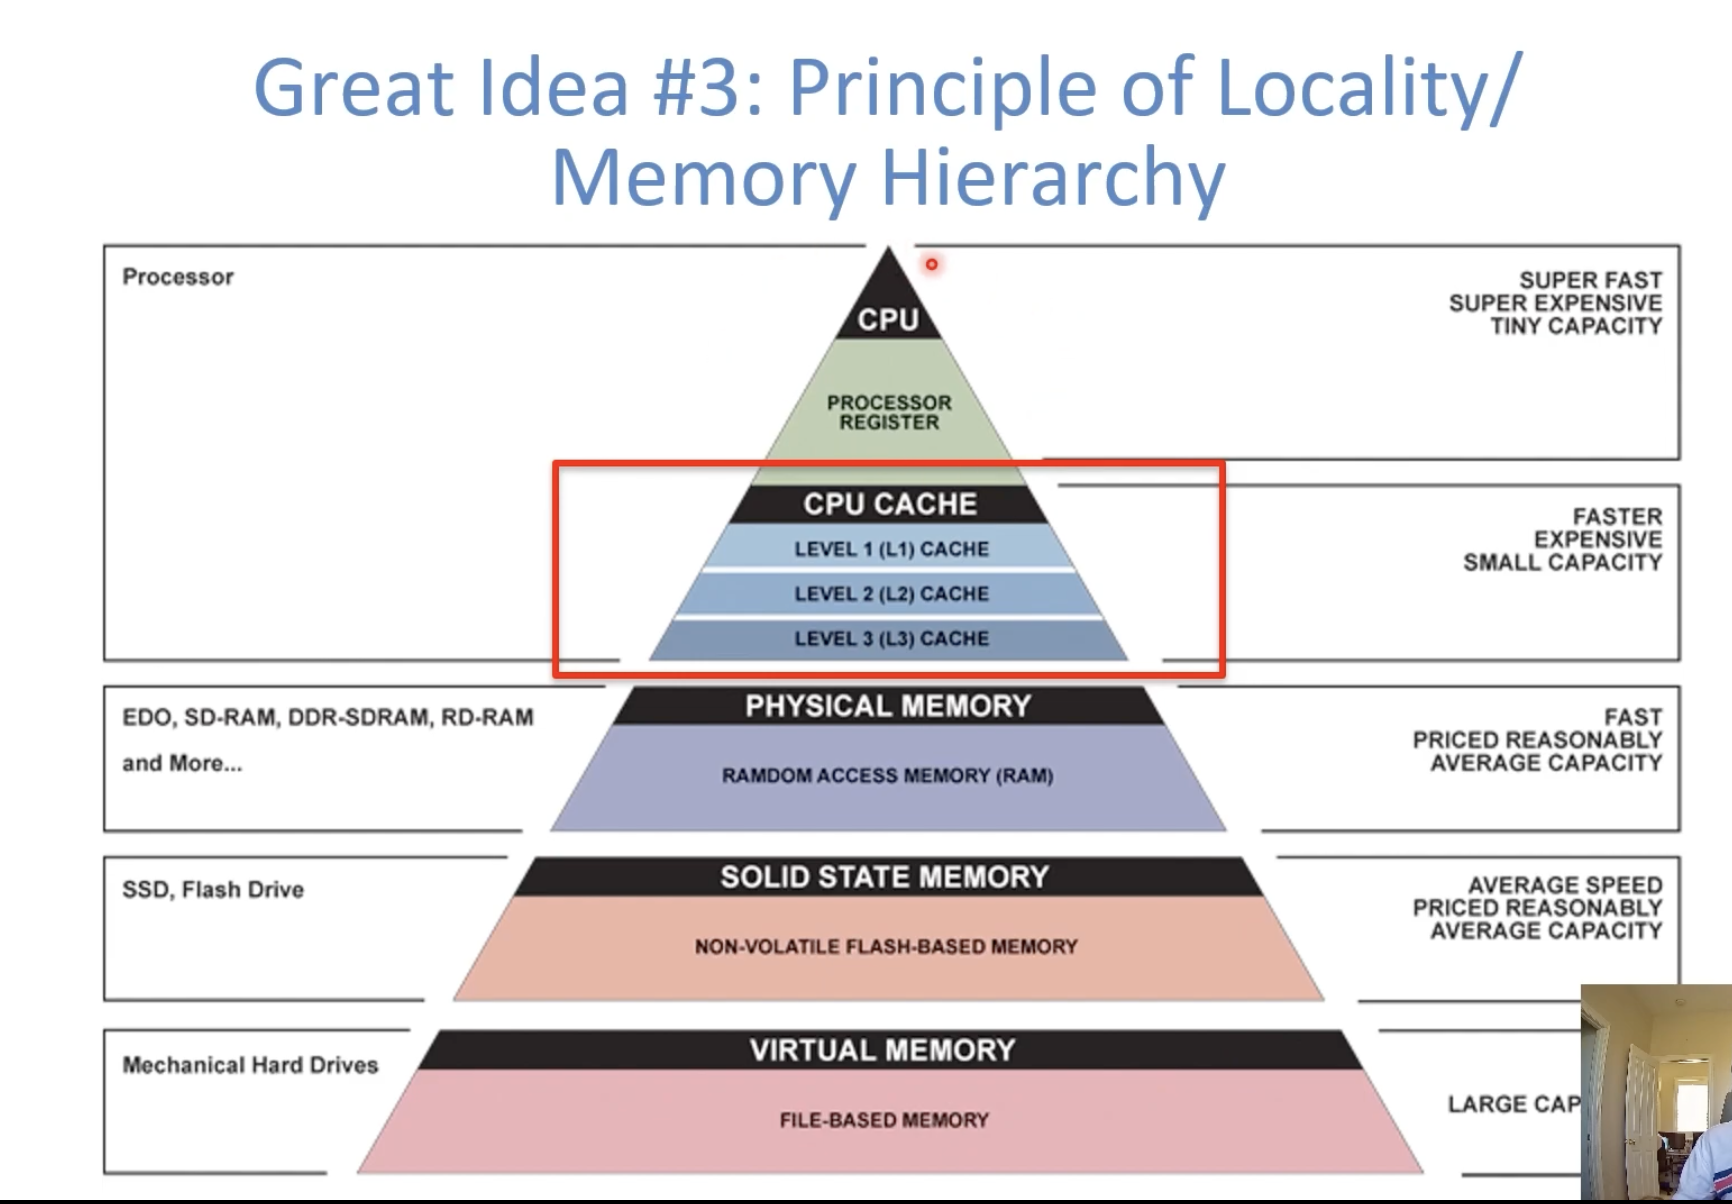 Great Idea #3: Principle of Locality/
Memory Hierarchy
Processor
CPU
SUPER FAST
SUPER EXPENSIVE
TINY CAPACITY
PROCESSOR
REGISTER
CPU CACHE
LEVEL 1 (L1) CACHE
LEVEL 2 (L2) CACHE
LEVEL 3 (L3) CACHE
FASTER
EXPENSIVE
SMALL CAPACITY
EDO, SD-RAM, DDR-SDRAM, RD-RAM
and More...
PHYSICAL MEMORY
RAMDOM ACCESS MEMORY (RAM)
FAST
PRICED REASONABLY
AVERAGE CAPACITY
SSD, Flash Drive
SOLID STATE MEMORY
NON-VOLATILE FLASH-BASED MEMORY
AVERAGE SPEED
PRICED REASONABLY
AVERAGE CAPACITY
Mechanical Hard Drives
VIRTUAL MEMORY
FILE-BASED MEMORY
LARGE CAP